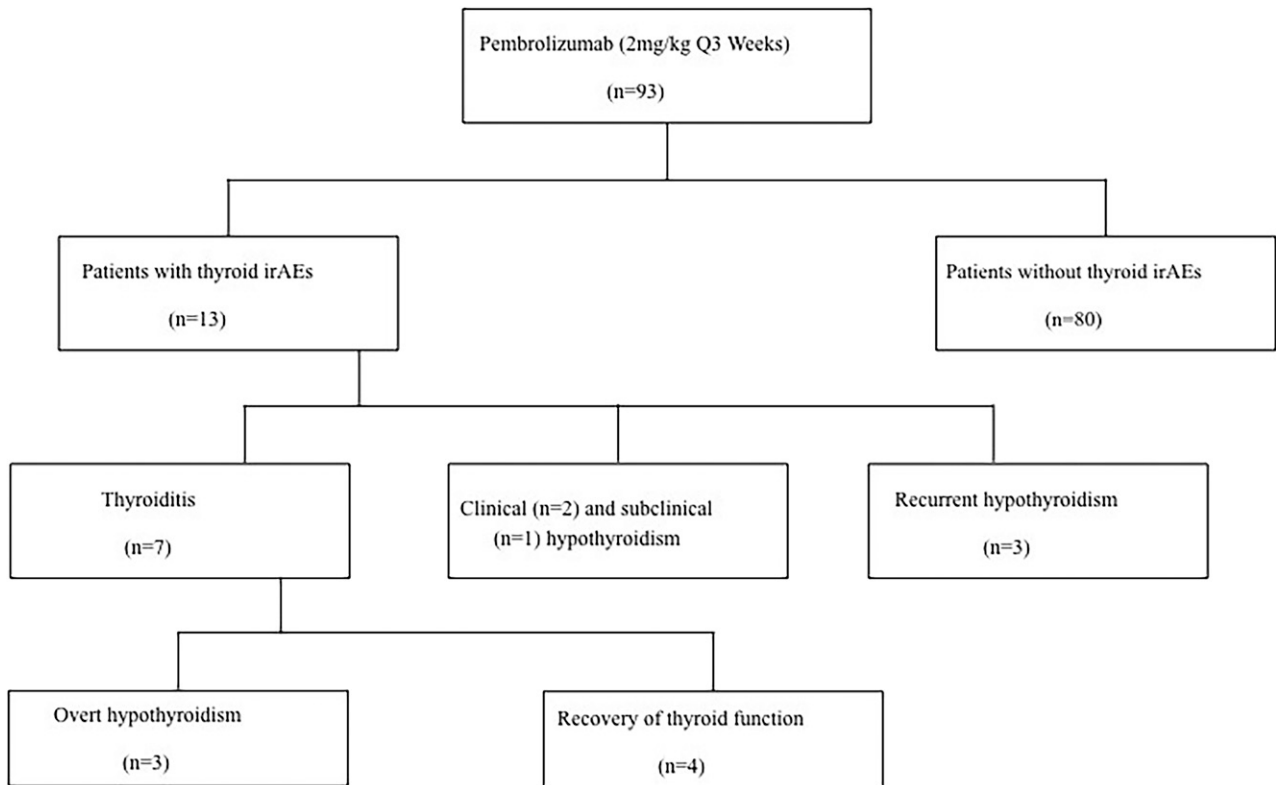 Pembrolizumab (2mg/kg Q3 Weeks)
(n=93)
Patients with thyroid irAEs
(n=13)
Patients without thyroid irAEs
(n=80)
Thyroiditis
(n=7)
Clinical (n=2) and subclinical
(n=1) hypothyroidism
Recurrent hypothyroidism
(n=3)
Overt hypothyroidism
(n=3)
Recovery of thyroid function
(n=4)